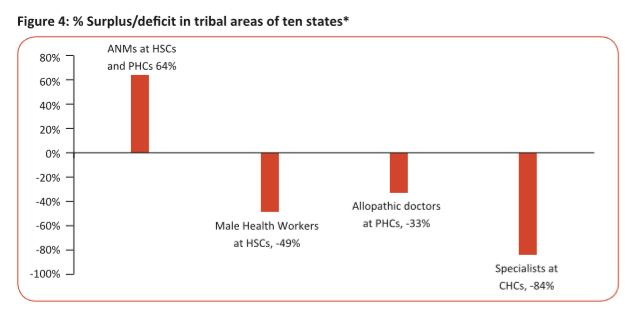 Figure 4: % Surplus/deficit in tribal areas of ten states*
ANMs at HSCs
and PHCs 64%
80%
60%
40%
20%
0%
-20%
-40%
-60%
-80%
-100%
Male Health Workers
at HSCs, -49%
Allopathic doctors
at PHCs, -33%
Specialists at
CHCs, -84%